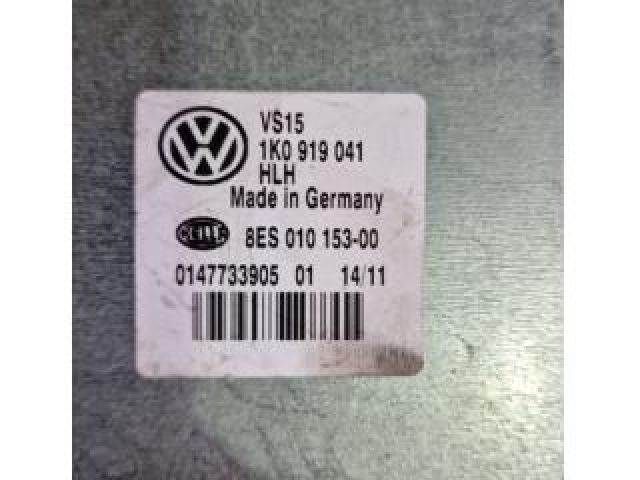 VS15
1K0 919 041
HLH
Made in Germany
HELLA 8ES 010 153-00
0147733905 01 14/11